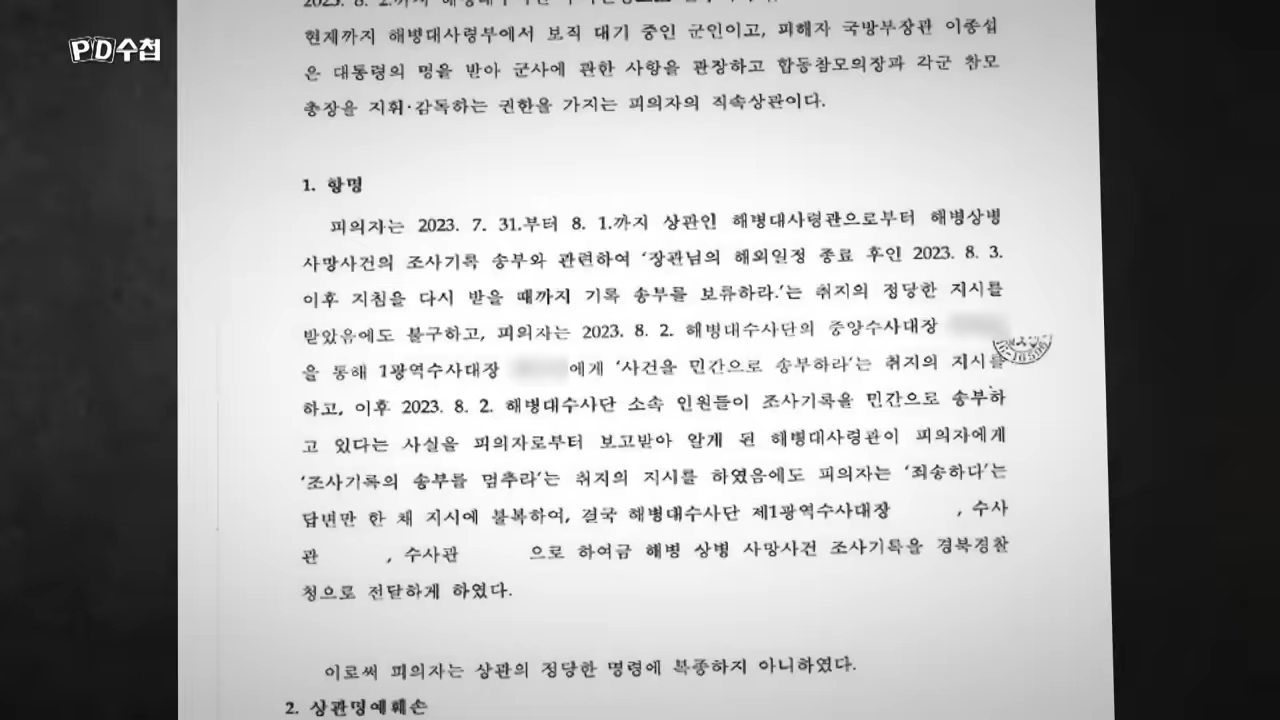 PD수첩
2023. 8. 2.까지
현재까지 해병대사령부에서 보직 대기 중인 군인이고, 피해자 국방부장관 이종섭
은 대통령의 명을 받아 군사에 관한 사항을 관장하고 합동참모의장과 각군 참모
총장을 지휘·감독하는 권한을 가지는 피의자의 직속상관이다.
1. 항명
피의자는 2023. 7. 31.부터 8. 1.까지 상관인 해병대사령관으로부터 해병상병
사망사건의 조사기록 송부와 관련하여 '장관님의 해외일정 종료 후인 2023. 8. 3.
이후 지침을 다시 받을 때까지 기록 송부를 보류하라.'는 취지의 정당한 지시를
받았음에도 불구하고, 피의자는 2023. 8. 2. 해병대수사단의 중앙수사대장
을 통해 1광역수사대장 에게 '사건을 민간으로 송부하라'는 취지의 지시를
하고, 이후 2023. 8. 2. 해병대수사단 소속 인원들이 조사기록을 민간으로 송부하
고 있다는 사실을 피의자로부터 보고받아 알게 된 해병대사령관이 피의자에게
'조사기록의 송부를 멈추라'는 취지의 지시를 하였음에도 피의자는 '죄송하다'는
답변만 한 채 지시에 불복하여, 결국 해병대수사단 제1광역수사대장 , 수사
관 , 수사관 으로 하여금 해병 상병 사망사건 조사기록을 경북경찰
청으로 전달하게 하였다.
이로써 피의자는 상관의 정당한 명령에 복종하지 아니하였다.
2. 상관명예훼손